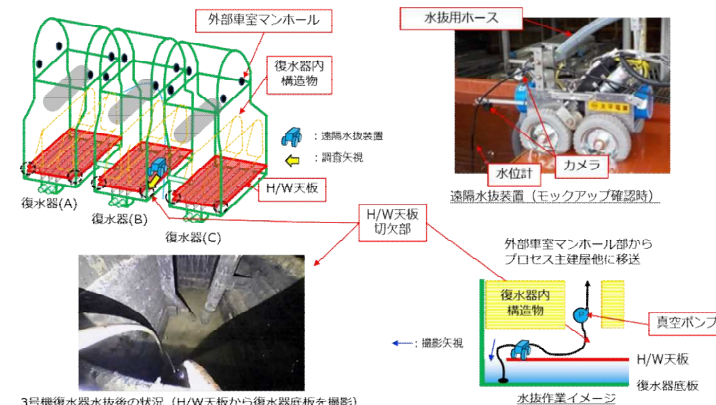 外部車室マンホール
復水器内
構造物
：遠隔水抜装置
：調査矢視
H/W天板
復水器(A)
復水器(B)
復水器(C)
水抜用ホース
水位計
カメラ
遠隔水抜装置（モックアップ確認時）
H/W天板
切欠部
外部車室マンホール部から
プロセス主建屋他に移送
復水器内
構造物
P
真空ポンプ
：撮影矢視
H/W天板
復水器底板
水抜作業イメージ
3号機復水器水抜後の状況（H/W天板から復水器底板を撮影）